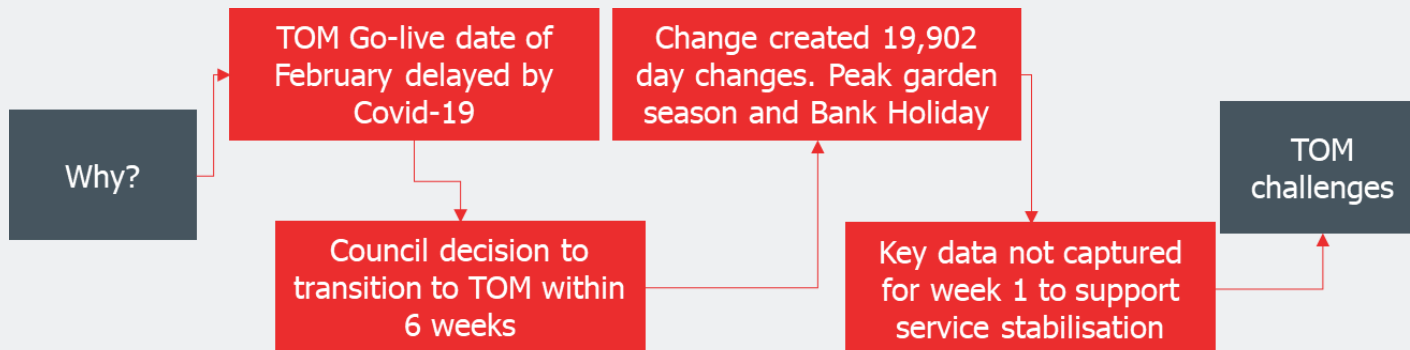 Why?
TOM Go-live date of
February delayed by
Covid-19
Council decision to
transition to TOM within
6 weeks
Change created 19,902
day changes. Peak garden
season and Bank Holiday
Key data not captured
for week 1 to support
service stabilisation
TOM
challenges